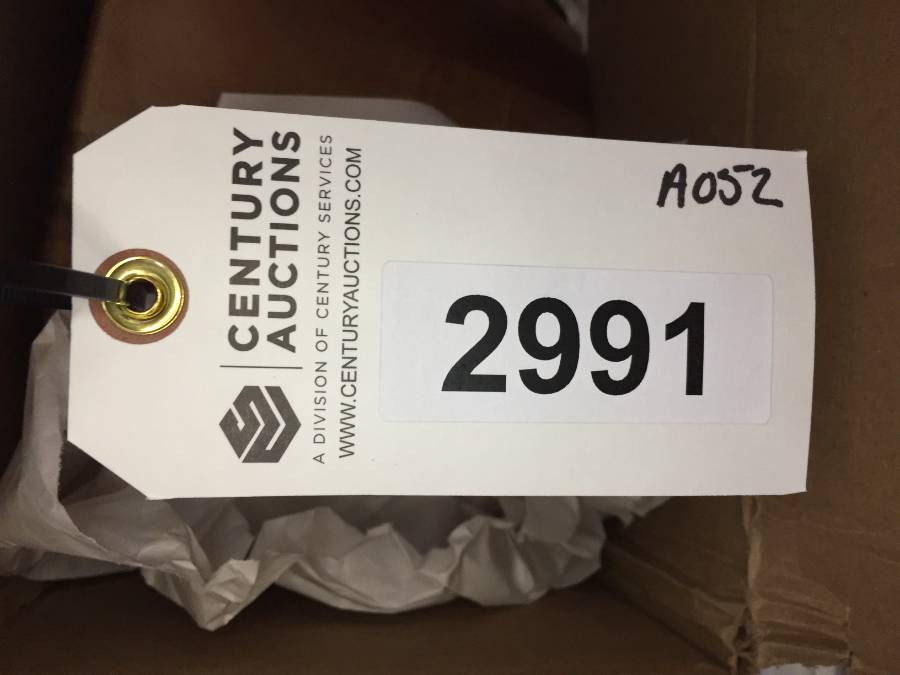 CENTURY
AUCTIONS
A DIVISION OF CENTURY SERVICES
WWW.CENTURYAUCTIONS.COM
A052
2991